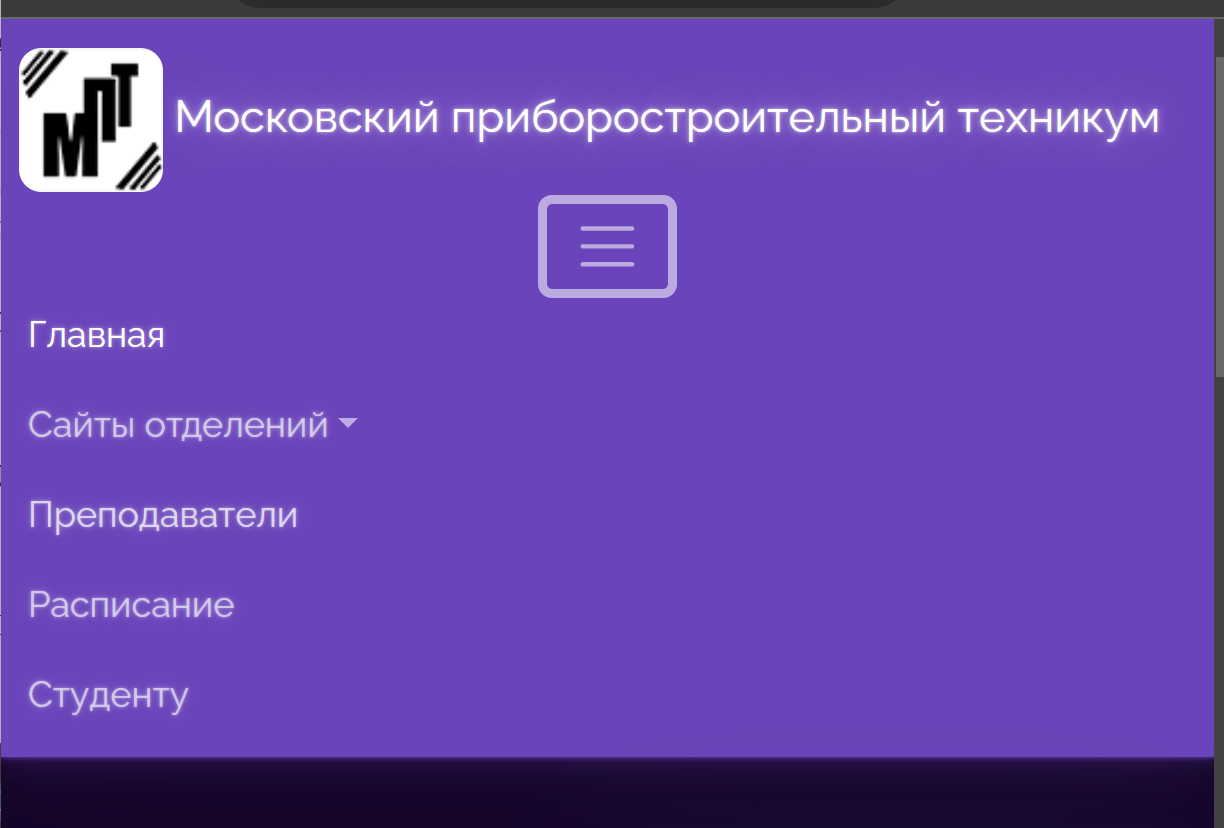 МПТ
Московский приборостроительный техникум
Главная
Сайты отделений
Преподаватели
Расписание
Студенту